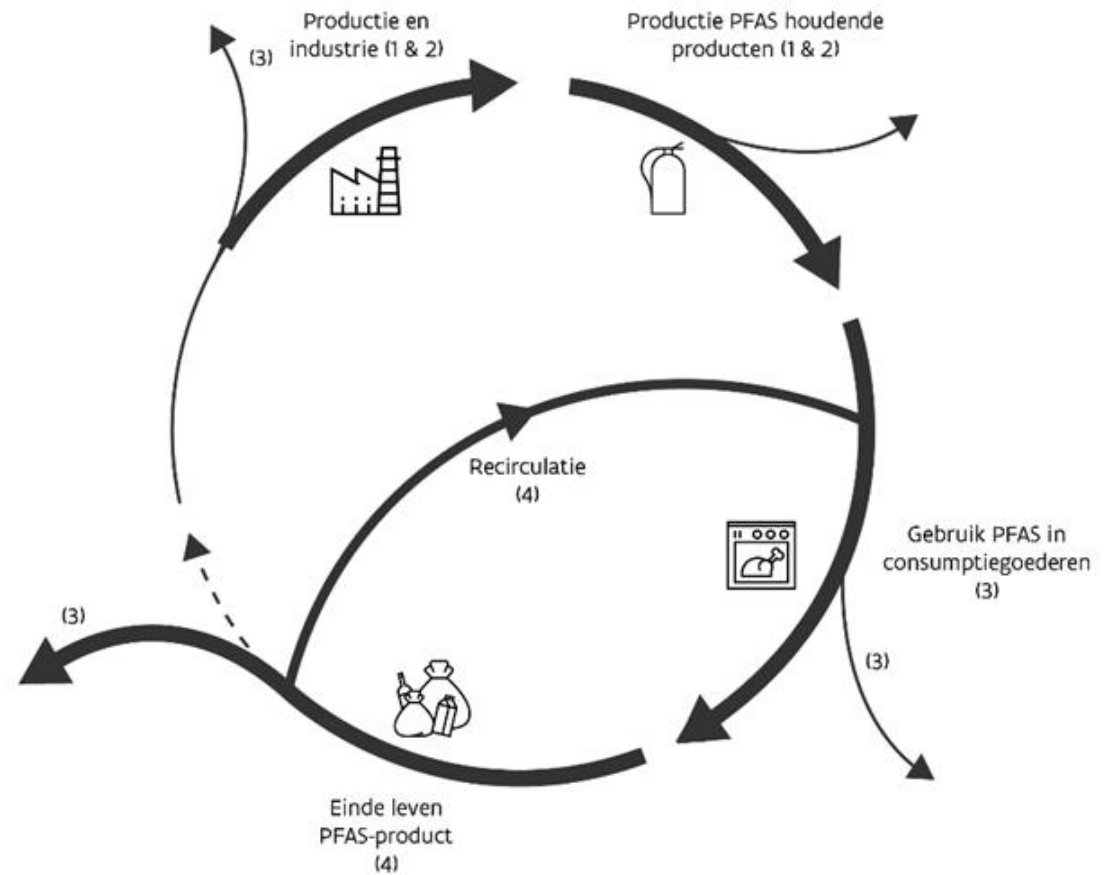 Productie en
industrie (1 & 2)
(3)
Productie PFAS houdende
producten (1 & 2)
Recirculatie
(4)
Gebruik PFAS in
consumptiegoederen
(3)
(3)
(3)
Einde leven
PFAS-product
(4)